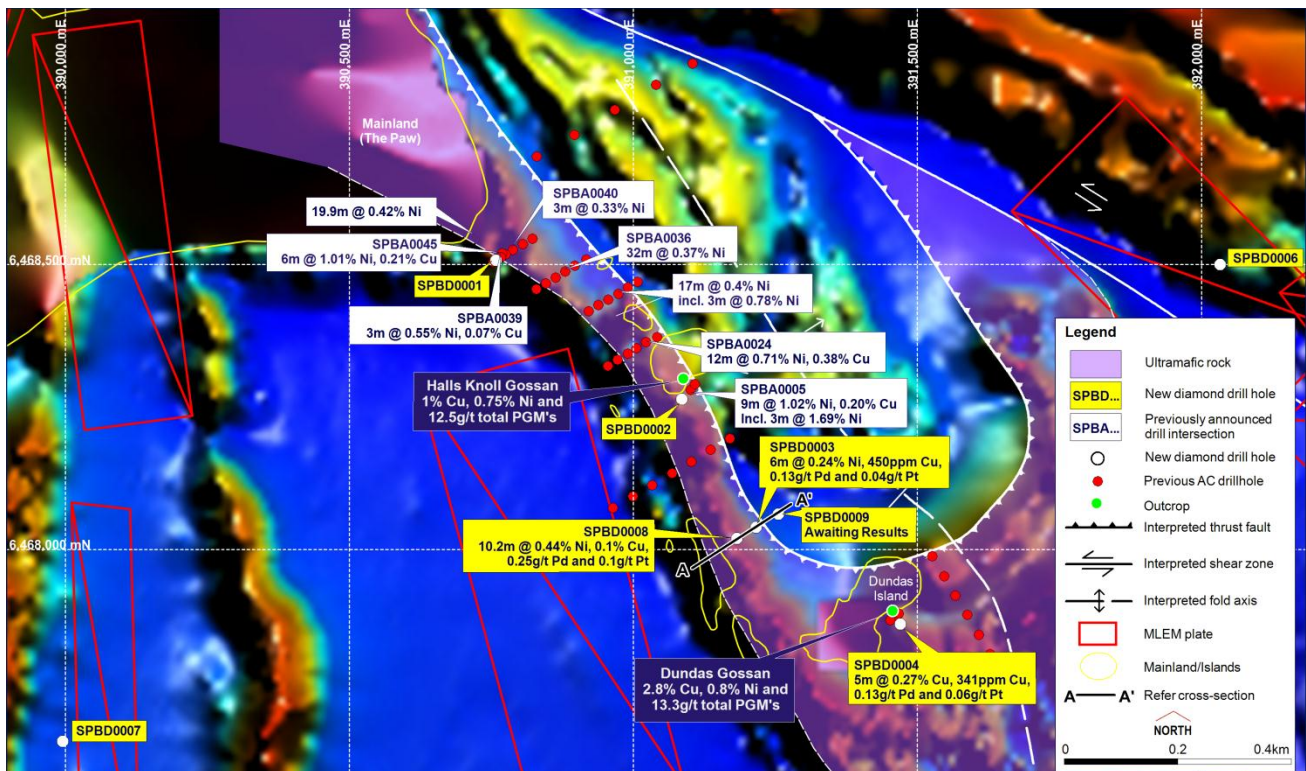 390,000 mE
390,500 mE
391,000 mE
391,500 mE
392,000 mE
Mainland
(The Paw)
19.9m @ 0.42% Ni
SPBA0040
3m @ 0.33% Ni
SPBA0045
6m @ 1.01% Ni, 0.21% Cu
SPBA0036
32m @ 0.37% Ni
6,468,500 mN
SPBD0001
SPBD0006
17m @ 0.4% Ni
incl. 3m @ 0.78% Ni
SPBA0039
3m @ 0.55% Ni, 0.07% Cu
SPBA0024
12m @ 0.71% Ni, 0.38% Cu
Halls Knoll Gossan
1% Cu, 0.75% Ni and
12.5g/t total PGM's
SPBA0005
9m @ 1.02% Ni, 0.20% Cu
Incl. 3m @ 1.69% Ni
SPBD0002
SPBD0003
6m @ 0.24% Ni, 450ppm Cu,
0.13g/t Pd and 0.04g/t Pt
A'
SPBD0009
Awaiting Results
SPBD0008
10.2m @ 0.44% Ni, 0.1% Cu,
0.25g/t Pd and 0.1g/t Pt
6,468,000 mN
A
Dundas
Island
Dundas Gossan
2.8% Cu, 0.8% Ni and
13.3g/t total PGM's
SPBD0004
5m @ 0.27% Cu, 341ppm Cu,
0.13g/t Pd and 0.06g/t Pt
SPBD0007
Legend
Ultramafic rock
SPBD... New diamond drill hole
SPBA... Previously announced
drill intersection
New diamond drill hole
Previous AC drillhole
Outcrop
Interpreted thrust fault
Interpreted shear zone
Interpreted fold axis
MLEM plate
Mainland/Islands
A A' Refer cross-section
NORTH
0 0.2 0.4km